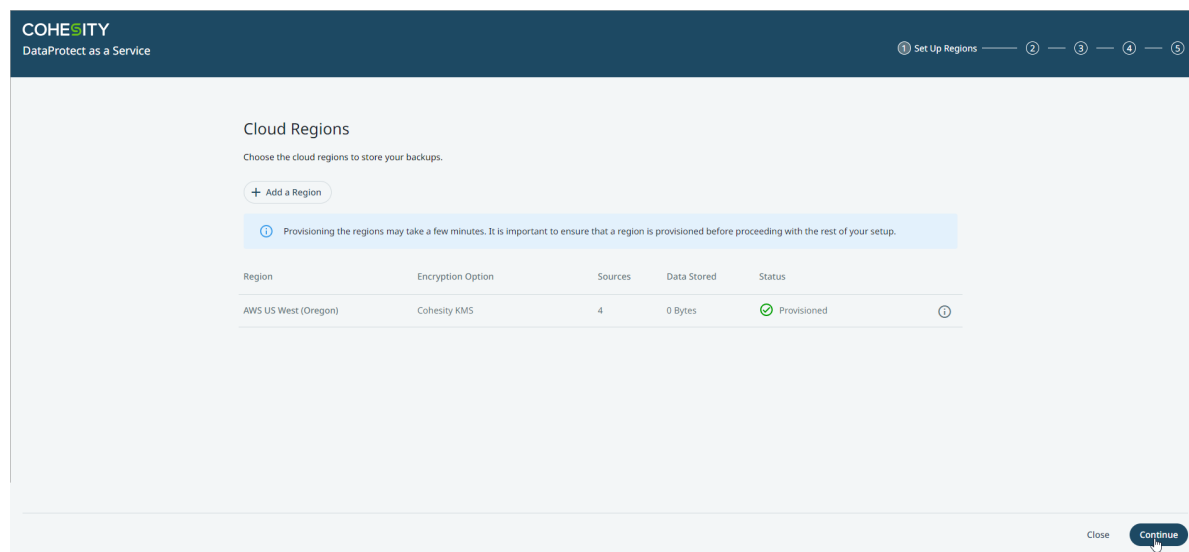 COHESITY
DataProtect as a Service
1 Set Up Regions 2 3 4 5
Cloud Regions
Choose the cloud regions to store your backups.
+ Add a Region
Provisioning the regions may take a few minutes. It is important to ensure that a region is provisioned before proceeding with the rest of your setup.
Region Encryption Option Sources Data Stored Status
AWS US West (Oregon) Cohesity KMS 4 0 Bytes Provisioned
Close Continue